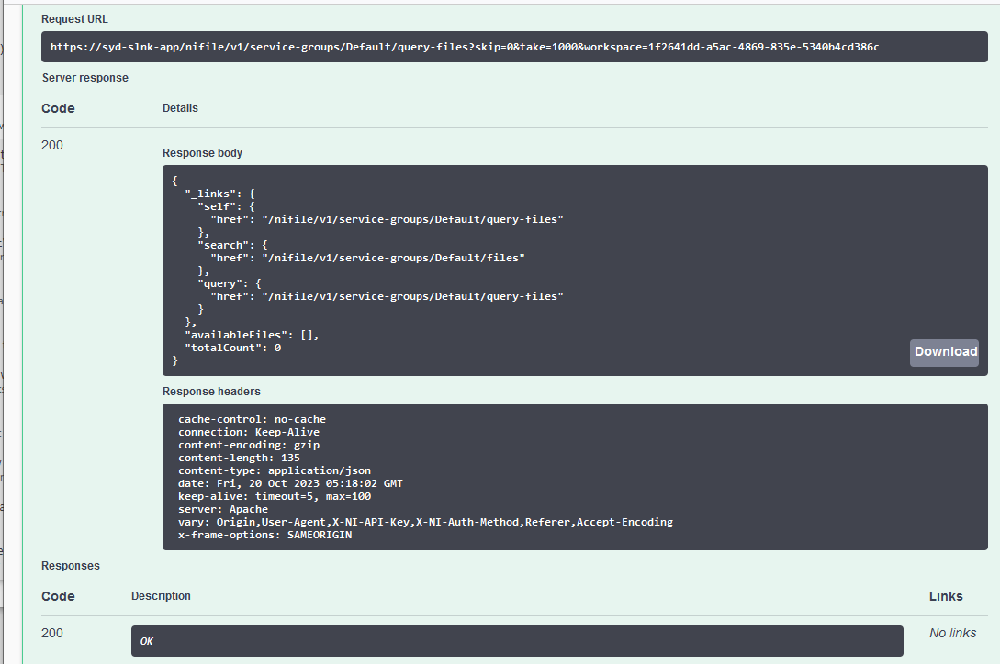 Request URL
https://syd-slnk-app/nifile/v1/service-groups/Default/query-files?skip=0&take=1000&workspace=1f2641dd-a5ac-4869-835e-5340b4cd386c
Server response
Code Details
200
Response body
{
  "_links": {
    "self": {
      "href": "/nifile/v1/service-groups/Default/query-files"
    },
    "search": {
      "href": "/nifile/v1/service-groups/Default/files"
    },
    "query": {
      "href": "/nifile/v1/service-groups/Default/query-files"
    }
  },
  "availableFiles": [],
  "totalCount": 0
}
Download
Response headers
cache-control: no-cache
connection: Keep-Alive
content-encoding: gzip
content-length: 135
content-type: application/json
date: Fri, 20 Oct 2023 05:18:02 GMT
keep-alive: timeout=5, max=100
server: Apache
vary: Origin,User-Agent,X-NI-API-Key,X-NI-Auth-Method,Referer,Accept-Encoding
x-frame-options: SAMEORIGIN
Responses
Code Description Links
200 OK No links